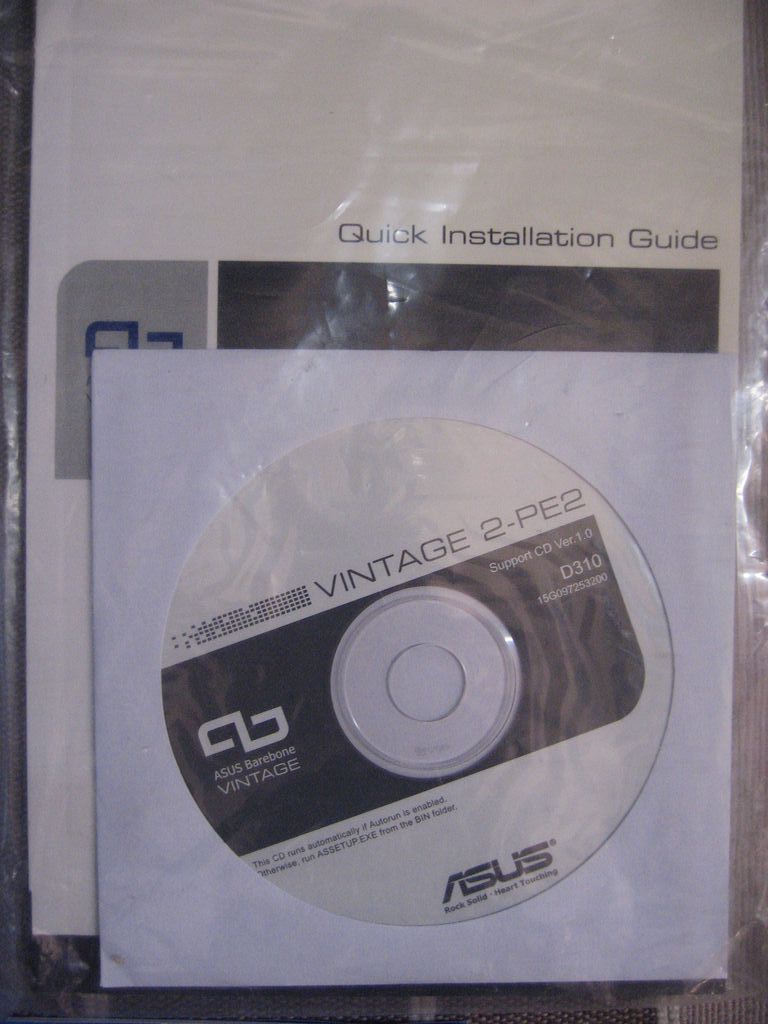 Quick Installation Guide
VINTAGE 2-PE2
Support CD Ver.1.0
D310
15G097253200
ASUS Barebone
VINTAGE
This CD runs automatically if Autorun is enabled.
Otherwise, run ASSETUP.EXE from the BIN folder.
ASUS®
Rock Solid · Heart Touching